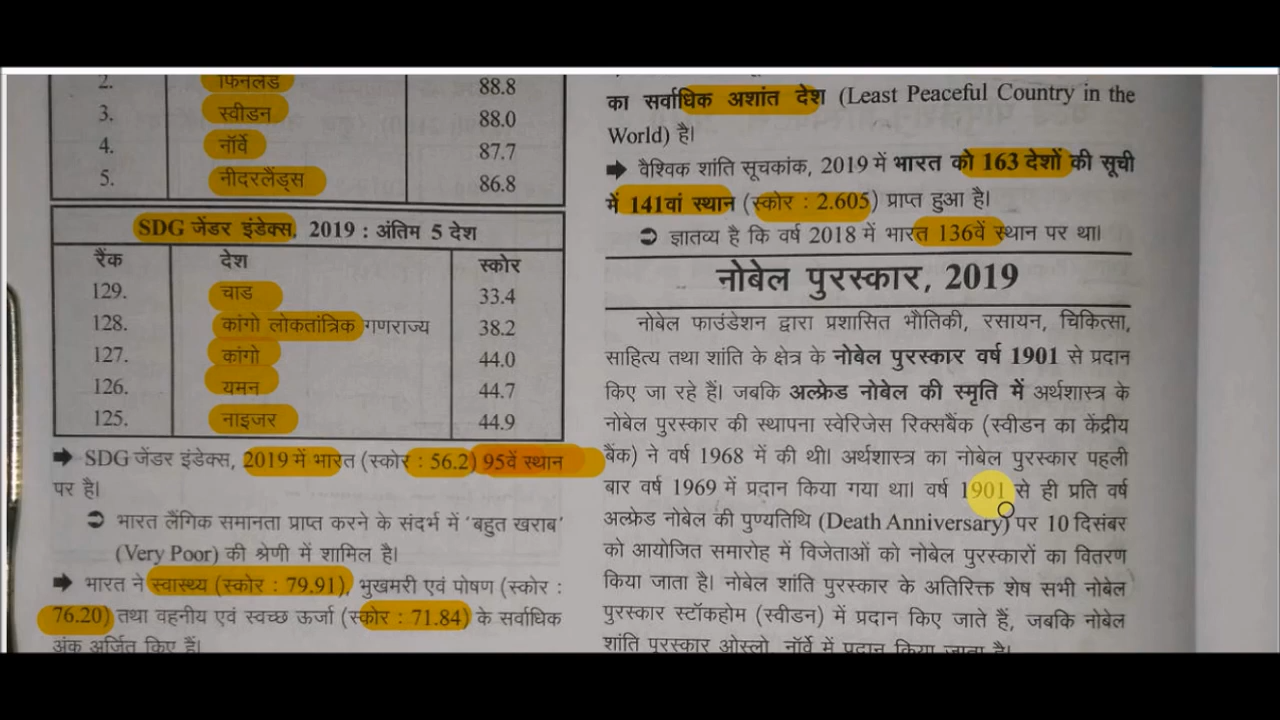 2. फिनलैंड 88.8
3. स्वीडन 88.0
4. नॉर्वे 87.7
5. नीदरलैंड्स 86.8
SDG जेंडर इंडेक्स, 2019 : अंतिम 5 देश
रैंक देश स्कोर
129. चाड 33.4
128. कांगो लोकतांत्रिक गणराज्य 38.2
127. कांगो 44.0
126. यमन 44.7
125. नाइजर 44.9
➡ SDG जेंडर इंडेक्स, 2019 में भारत (स्कोर : 56.2) 95वें स्थान
पर है।
➲ भारत लैंगिक समानता प्राप्त करने के संदर्भ में 'बहुत खराब'
(Very Poor) की श्रेणी में शामिल है।
➡ भारत ने स्वास्थ्य (स्कोर : 79.91), भुखमरी एवं पोषण (स्कोर :
76.20) तथा वहनीय एवं स्वच्छ ऊर्जा (स्कोर : 71.84) के सर्वाधिक
अंक अर्जित किए हैं।
का सर्वाधिक अशांत देश (Least Peaceful Country in the
World) है।
➡ वैश्विक शांति सूचकांक, 2019 में भारत को 163 देशों की सूची
में 141वां स्थान (स्कोर : 2.605) प्राप्त हुआ है।
➲ ज्ञातव्य है कि वर्ष 2018 में भारत 136वें स्थान पर था।
नोबेल पुरस्कार, 2019
नोबेल फाउंडेशन द्वारा प्रशासित भौतिकी, रसायन, चिकित्सा,
साहित्य तथा शांति के क्षेत्र के नोबेल पुरस्कार वर्ष 1901 से प्रदान
किए जा रहे हैं। जबकि अल्फ्रेड नोबेल की स्मृति में अर्थशास्त्र के
नोबेल पुरस्कार की स्थापना स्वेरिजेस रिक्सबैंक (स्वीडन का केंद्रीय
बैंक) ने वर्ष 1968 में की थी। अर्थशास्त्र का नोबेल पुरस्कार पहली
बार वर्ष 1969 में प्रदान किया गया था। वर्ष 1901 से ही प्रति वर्ष
अल्फ्रेड नोबेल की पुण्यतिथि (Death Anniversary) पर 10 दिसंबर
को आयोजित समारोह में विजेताओं को नोबेल पुरस्कारों का वितरण
किया जाता है। नोबेल शांति पुरस्कार के अतिरिक्त शेष सभी नोबेल
पुरस्कार स्टॉकहोम (स्वीडन) में प्रदान किए जाते हैं, जबकि नोबेल
शांति पुरस्कार ओस्लो, नॉर्वे में प्रदान किया जाता है।